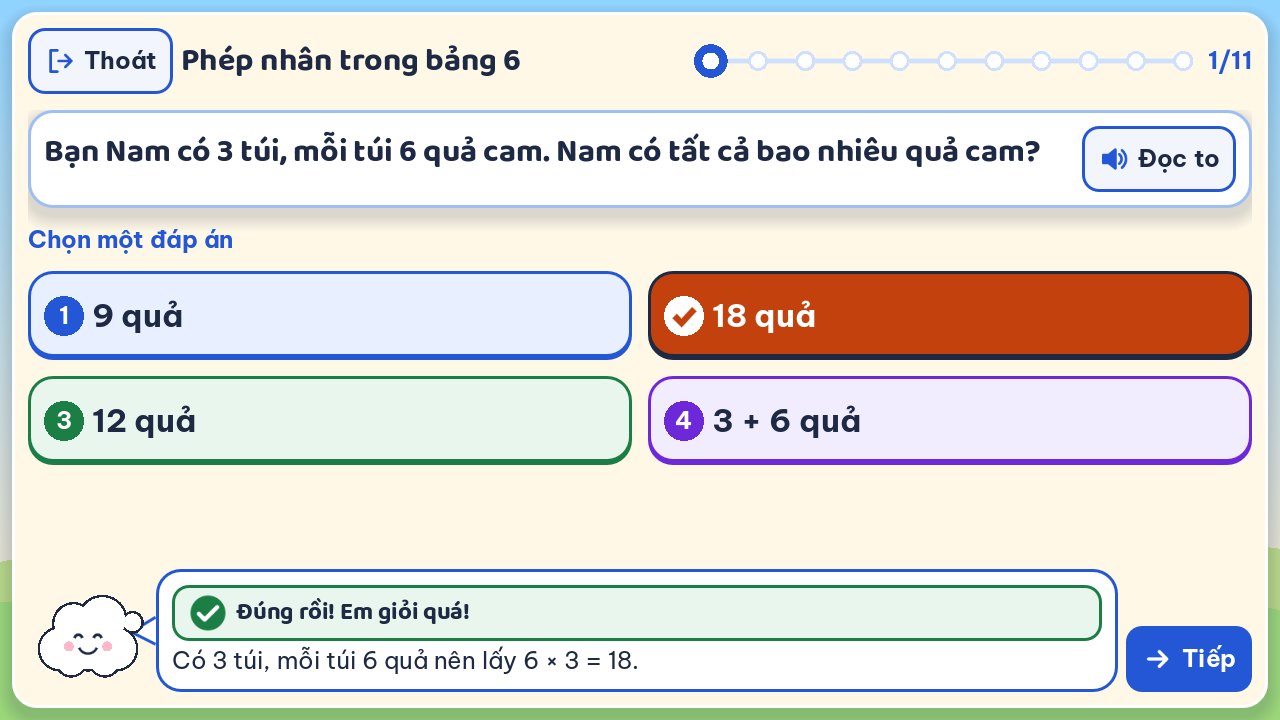 Thoát
Phép nhân trong bảng 6
1/11
Bạn Nam có 3 túi, mỗi túi 6 quả cam. Nam có tất cả bao nhiêu quả cam?
Đọc to
Chọn một đáp án
1 9 quả
18 quả
3 12 quả
4 3 + 6 quả
Đúng rồi! Em giỏi quá!
Có 3 túi, mỗi túi 6 quả nên lấy 6 × 3 = 18.
Tiếp